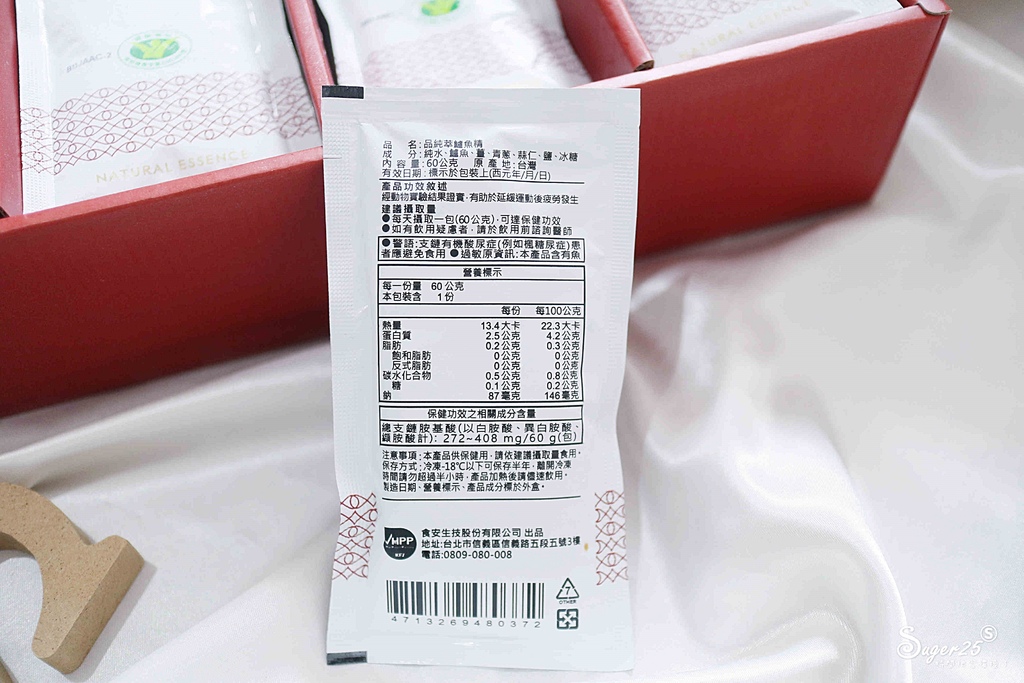 NATURAL ESSENCE
品　　名：品純萃鱸魚精
成　　分：純水、鱸魚、薑、青蔥、蒜仁、鹽、冰糖
內 容 量：60公克　原 產 地：台灣
有效日期：標示於包裝上(西元年/月/日)
產品功效敘述
經動物實驗結果證實，有助於延緩運動後疲勞發生
建議攝取量
●每天攝取一包(60公克)，可達保健功效
●如有飲用疑慮者，請於飲用前諮詢醫師
●警語：支鏈有機酸尿症(例如楓糖尿症)患
者應避免食用 ●過敏原資訊：本產品含有魚
營養標示
每一份量　60公克
本包裝含　1份
每份　每100公克
熱量　13.4大卡　22.3大卡
蛋白質　2.5公克　4.2公克
脂肪　0.2公克　0.3公克
飽和脂肪　0公克　0公克
反式脂肪　0公克　0公克
碳水化合物　0.5公克　0.8公克
糖　0.1公克　0.2公克
鈉　87毫克　146毫克
保健功效之相關成分含量
總支鏈胺基酸(以白胺酸、異白胺酸、
纈胺酸計)：272~408 mg/60 g(包)
注意事項：本產品供保健用，請依建議攝取量食用。
保存方式：冷凍-18℃以下可保存半年，離開冷凍
時間請勿超過半小時，產品加熱後請儘速飲用。
製造日期、營養標示、產品成分標於外盒。
HPP
食安生技股份有限公司 出品
地址：台北市信義區信義路五段五號3樓
電話：0809-080-008
4713269480372
7
OTHER
Suger25